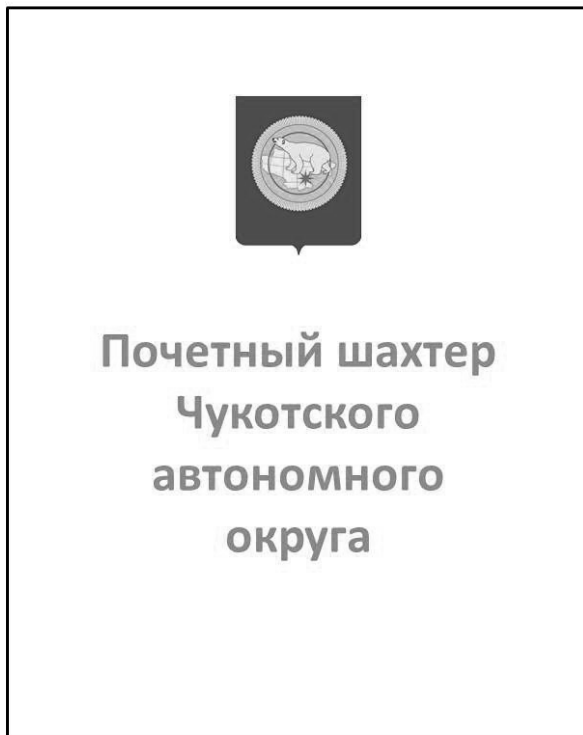 Почетный шахтер
Чукотского
автономного
округа